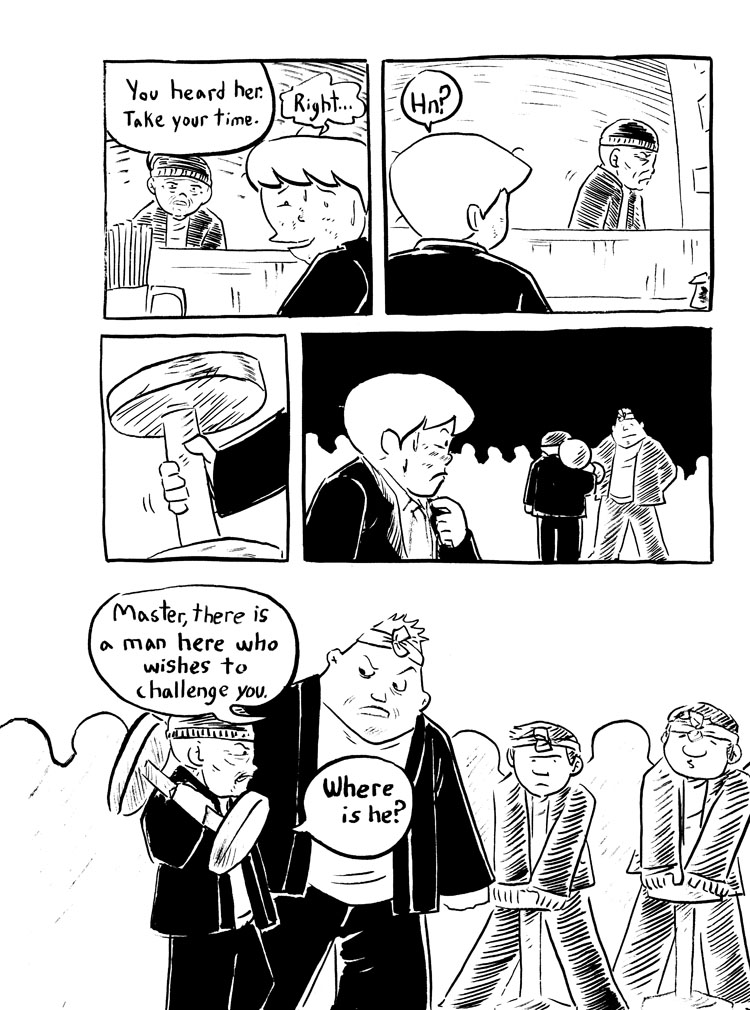 You heard her.
Take your time.
Right...
Hn?
Master, there is
a man here who
wishes to
challenge you.
Where
is he?